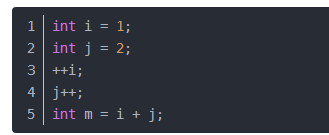 1 int i = 1;
2 int j = 2;
3 ++i;
4 j++;
5 int m = i + j;